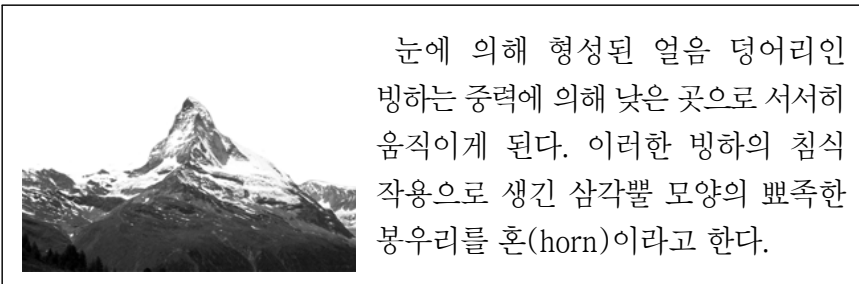 눈에 의해 형성된 얼음 덩어리인
빙하는 중력에 의해 낮은 곳으로 서서히
움직이게 된다. 이러한 빙하의 침식
작용으로 생긴 삼각뿔 모양의 뾰족한
봉우리를 혼(horn)이라고 한다.